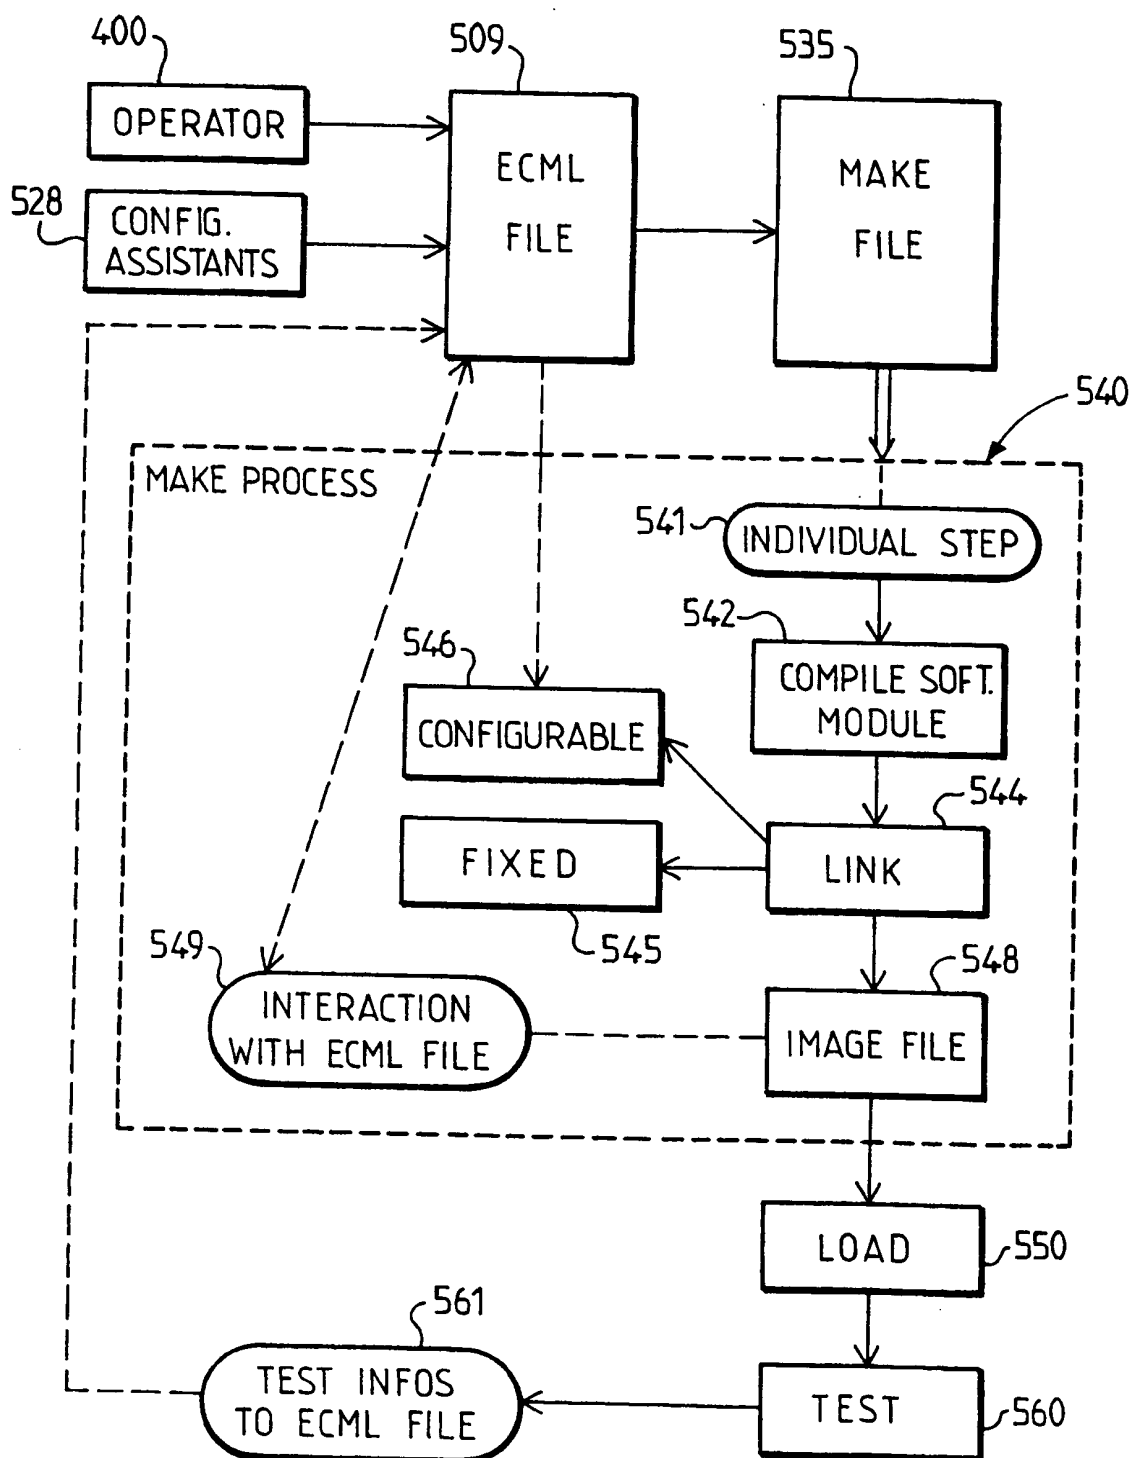 400
509
535
OPERATOR
ECML
FILE
MAKE
FILE
528
CONFIG.
ASSISTANTS
540
MAKE PROCESS
541
INDIVIDUAL STEP
542
COMPILE SOFT.
MODULE
546
CONFIGURABLE
544
LINK
FIXED
545
549
INTERACTION
WITH ECML FILE
548
IMAGE FILE
LOAD
550
561
TEST INFOS
TO ECML FILE
TEST
560